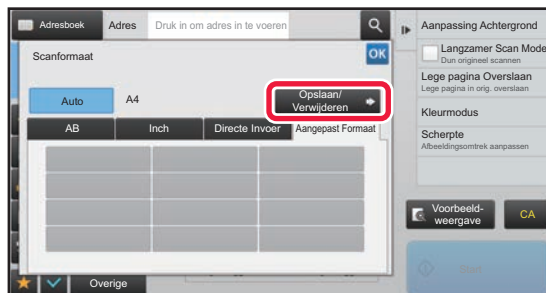 Adresboek
Adres
Druk in om adres in te voeren
Scanformaat
OK
Auto
A4
Opslaan/
Verwijderen
AB
Inch
Directe Invoer
Aangepast Formaat
Overige
Aanpassing Achtergrond
Langzamer Scan Mode
Dun origineel scannen
Lege pagina Overslaan
Lege pagina in orig. overslaan
Kleurmodus
Scherpte
Afbeeldingsomtrek aanpassen
Voorbeeld-
weergave
CA
Start